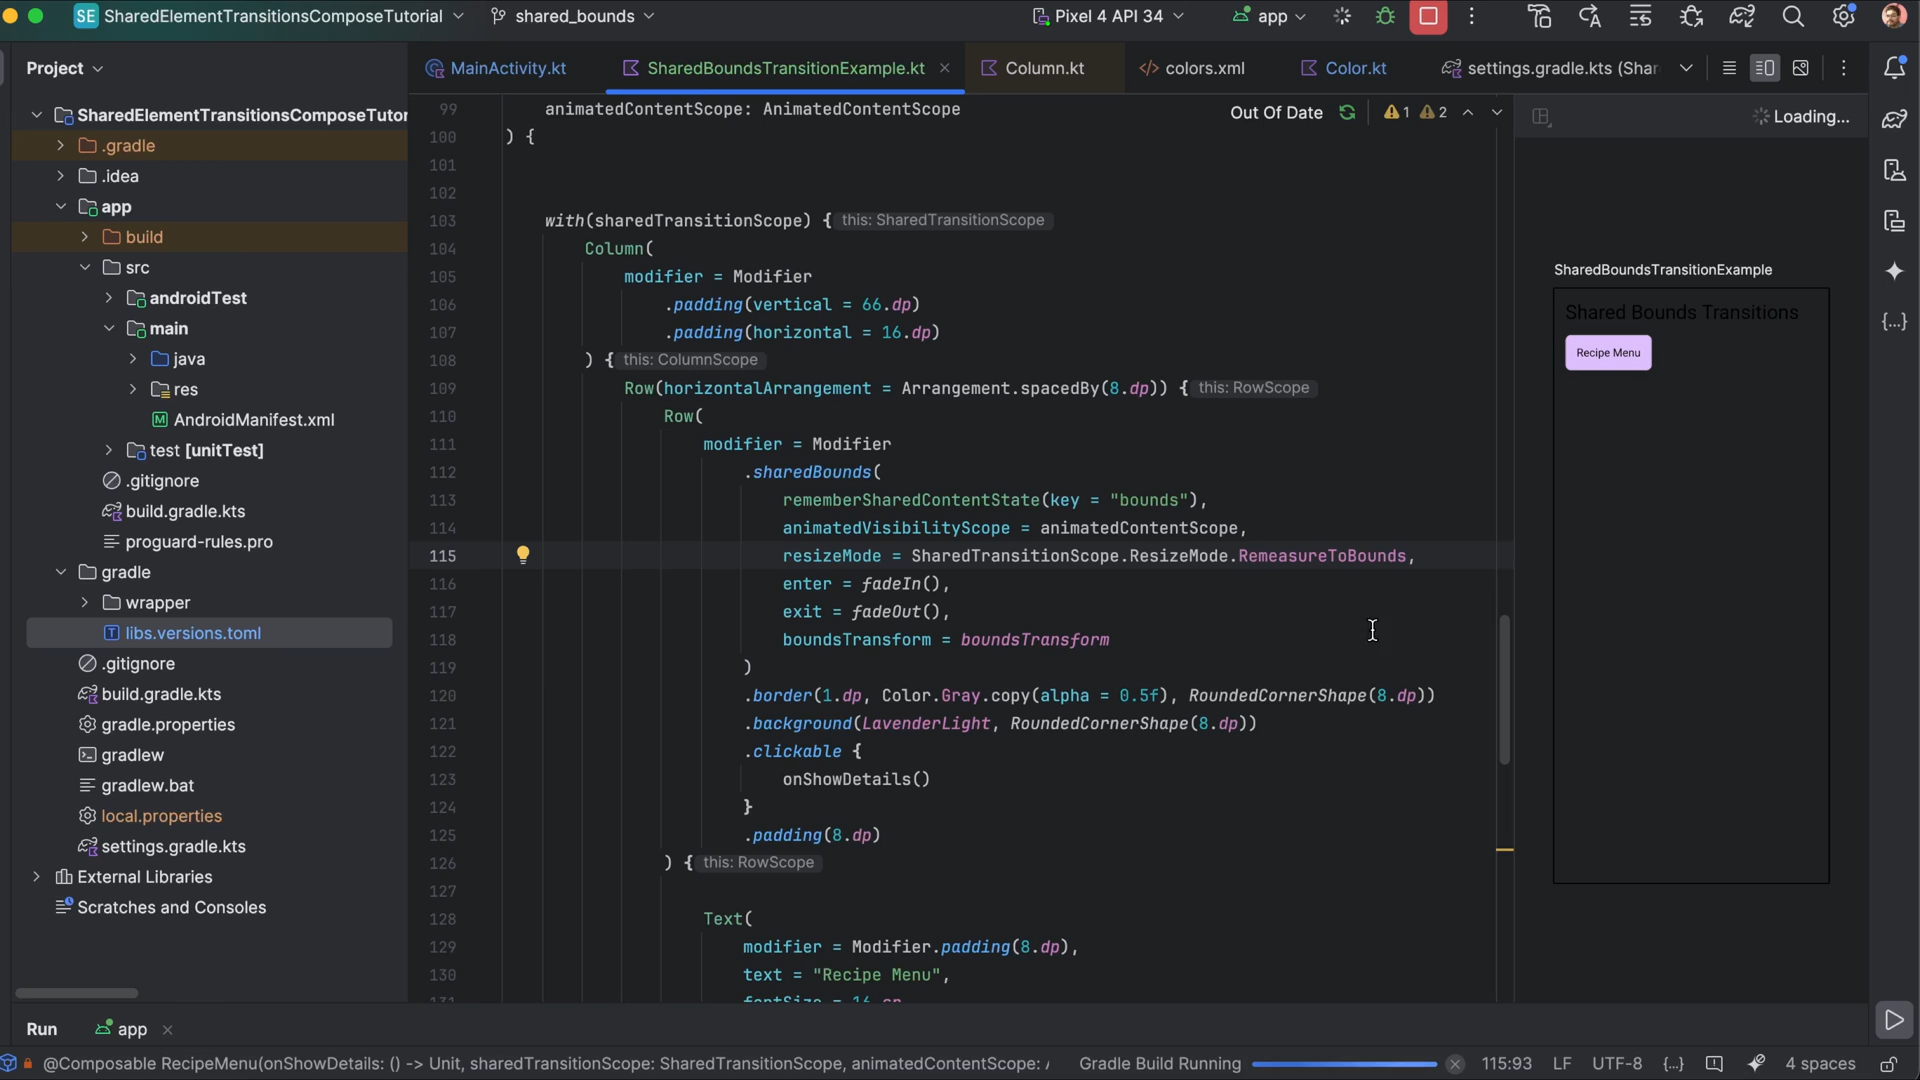 SE SharedElementTransitionsComposeTutorial shared_bounds Pixel 4 API 34 app
Project
MainActivity.kt SharedBoundsTransitionExample.kt Column.kt colors.xml Color.kt settings.gradle.kts (Shar
SharedElementTransitionsComposeTutor
.gradle
.idea
app
build
src
androidTest
main
java
res
AndroidManifest.xml
test [unitTest]
.gitignore
build.gradle.kts
proguard-rules.pro
gradle
wrapper
libs.versions.toml
.gitignore
build.gradle.kts
gradle.properties
gradlew
gradlew.bat
local.properties
settings.gradle.kts
External Libraries
Scratches and Consoles
Out Of Date 1 2
99 animatedContentScope: AnimatedContentScope
100 ) {
101
102
103 with(sharedTransitionScope) { this: SharedTransitionScope
104 Column(
105 modifier = Modifier
106 .padding(vertical = 66.dp)
107 .padding(horizontal = 16.dp)
108 ) { this: ColumnScope
109 Row(horizontalArrangement = Arrangement.spacedBy(8.dp)) { this: RowScope
110 Row(
111 modifier = Modifier
112 .sharedBounds(
113 rememberSharedContentState(key = "bounds"),
114 animatedVisibilityScope = animatedContentScope,
115 resizeMode = SharedTransitionScope.ResizeMode.RemeasureToBounds,
116 enter = fadeIn(),
117 exit = fadeOut(),
118 boundsTransform = boundsTransform
119 )
120 .border(1.dp, Color.Gray.copy(alpha = 0.5f), RoundedCornerShape(8.dp))
121 .background(LavenderLight, RoundedCornerShape(8.dp))
122 .clickable {
123 onShowDetails()
124 }
125 .padding(8.dp)
126 ) { this: RowScope
127
128 Text(
129 modifier = Modifier.padding(8.dp),
130 text = "Recipe Menu",
131 fontSize = 16.sp
Loading...
SharedBoundsTransitionExample
Shared Bounds Transitions
Recipe Menu
Run app
@Composable RecipeMenu(onShowDetails: () -> Unit, sharedTransitionScope: SharedTransitionScope, animatedContentScope: Gradle Build Running 115:93 LF UTF-8 {..} 4 spaces